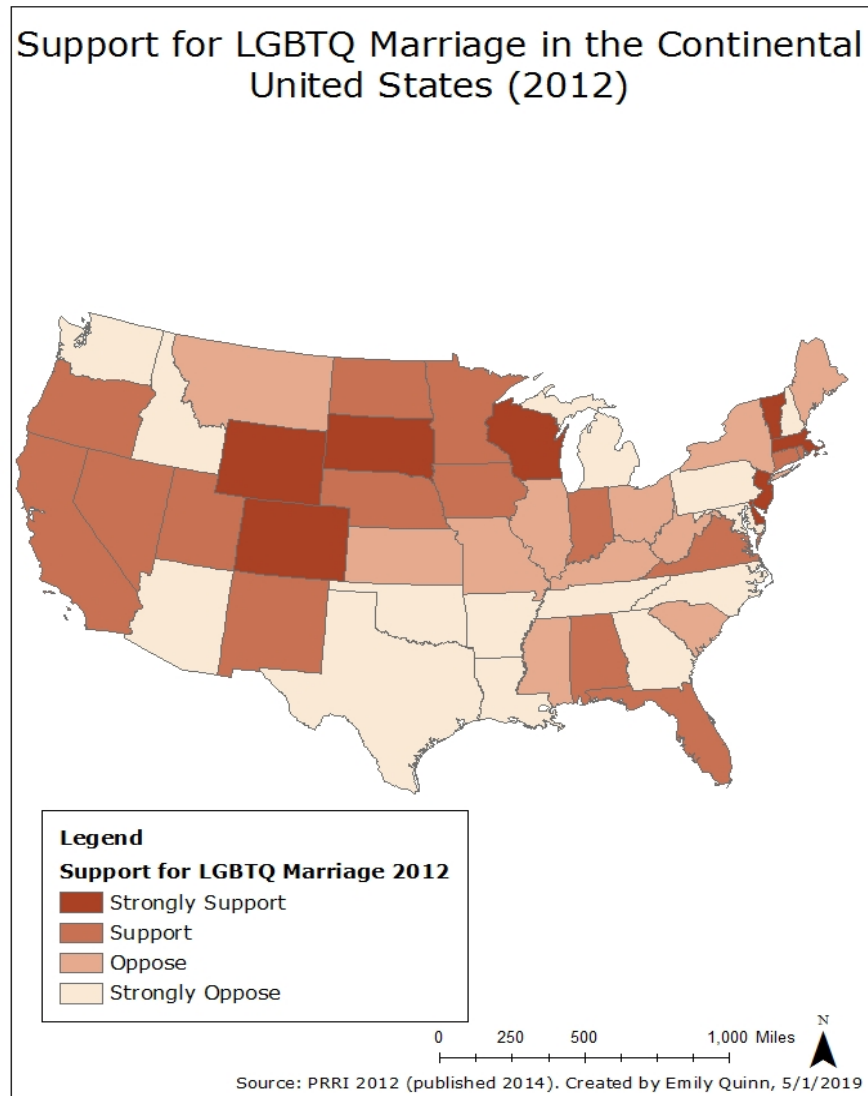 Support for LGBTQ Marriage in the Continental
United States (2012)
Legend
Support for LGBTQ Marriage 2012
Strongly Support
Support
Oppose
Strongly Oppose
0 250 500 1,000 Miles
N
Source: PRRI 2012 (published 2014). Created by Emily Quinn, 5/1/2019